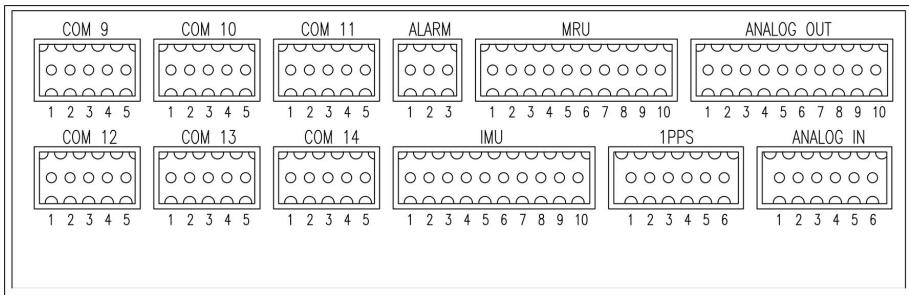 COM 9 COM 10 COM 11 ALARM MRU ANALOG OUT
1 2 3 4 5 1 2 3 4 5 1 2 3 4 5 1 2 3 1 2 3 4 5 6 7 8 9 10 1 2 3 4 5 6 7 8 9 10
COM 12 COM 13 COM 14 IMU 1PPS ANALOG IN
1 2 3 4 5 1 2 3 4 5 1 2 3 4 5 1 2 3 4 5 6 7 8 9 10 1 2 3 4 5 6 1 2 3 4 5 6